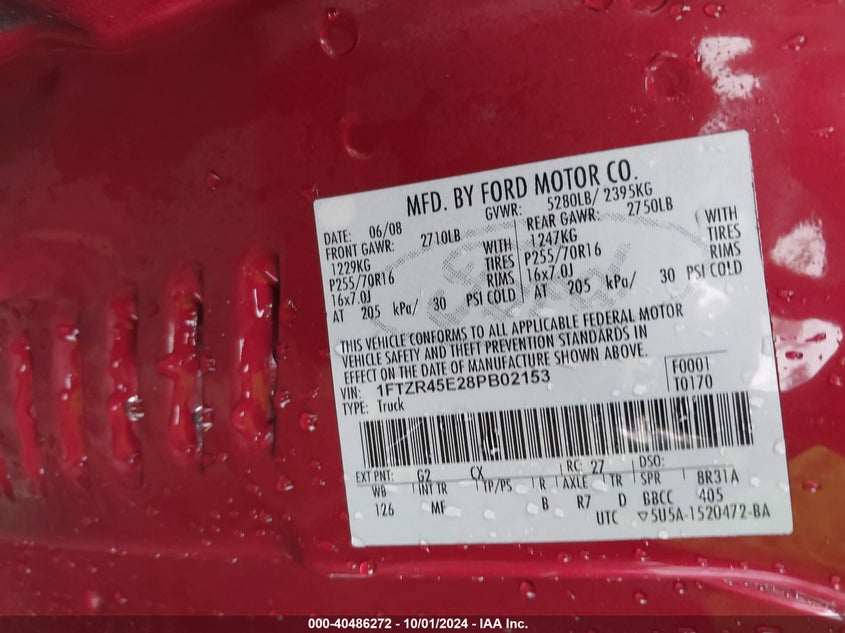 MFD. BY FORD MOTOR CO.
DATE: 06/08 GVWR: 5280LB/ 2395KG
FRONT GAWR: 2710LB REAR GAWR: 2750LB
1229KG WITH 1247KG WITH
P255/70R16 TIRES P255/70R16 TIRES
16x7.0J RIMS 16x7.0J RIMS
AT 205 kPa/ 30 PSI COLD AT 205 kPa/ 30 PSI COLD
THIS VEHICLE CONFORMS TO ALL APPLICABLE FEDERAL MOTOR
VEHICLE SAFETY AND THEFT PREVENTION STANDARDS IN
EFFECT ON THE DATE OF MANUFACTURE SHOWN ABOVE.
VIN: 1FTZR45E28PB02153 F0001
TYPE: Truck T0170
EXT PNT: G2 CX RC: 27 DSO:
WB INT TR TP/PS R AXLE TR SPR 8R31A
126 MF B R7 D BBCC 405
UTC ▽5U5A-1520472-BA
Ford
000-40486272 - 10/01/2024 - IAA Inc.